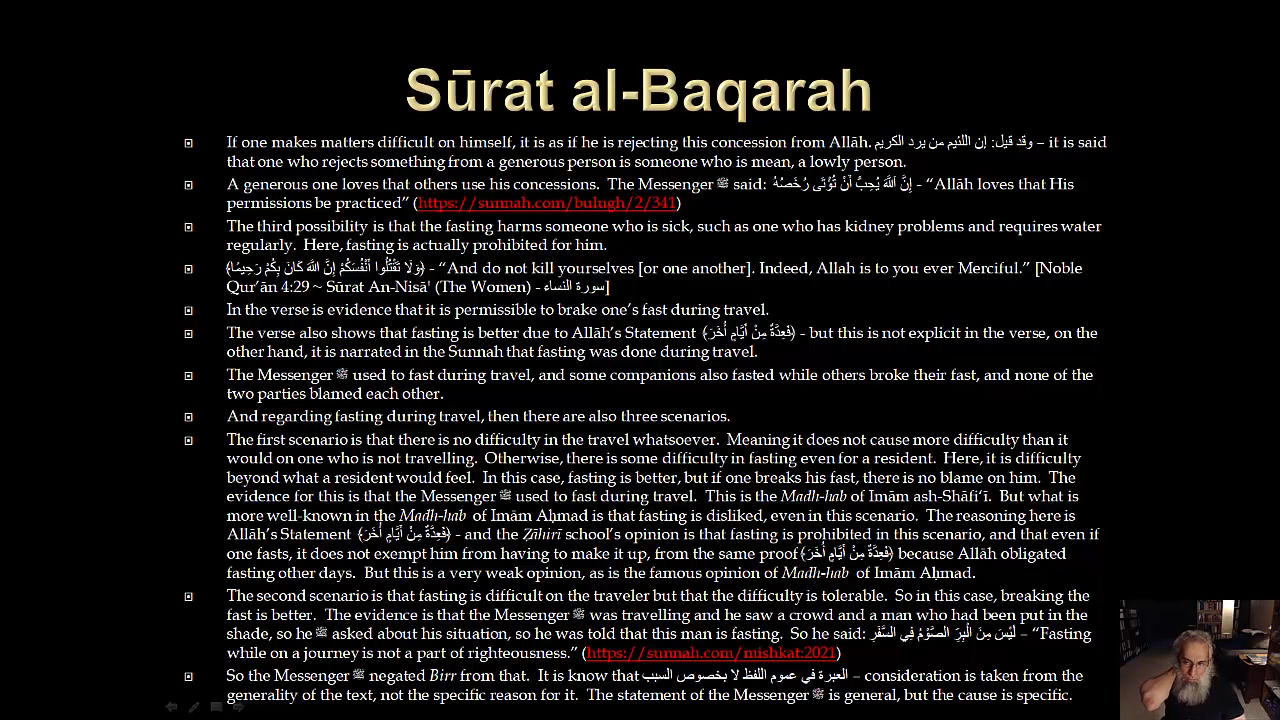 Sūrat al-Baqarah
If one makes matters difficult on himself, it is as if he is rejecting this concession from Allāh. وقد قيل: إن اللئيم من يرد الكريم – it is said
that one who rejects something from a generous person is someone who is mean, a lowly person.
A generous one loves that others use his concessions. The Messenger ﷺ said: إِنَّ اللَّهَ يُحِبُّ أَنْ تُؤْتَى رُخَصُهُ - “Allāh loves that His
permissions be practiced” (https://sunnah.com/bulugh/2/341)
The third possibility is that the fasting harms someone who is sick, such as one who has kidney problems and requires water
regularly. Here, fasting is actually prohibited for him.
﴿وَلَا تَقْتُلُوا أَنْفُسَكُمْ إِنَّ اللَّهَ كَانَ بِكُمْ رَحِيمًا﴾ - “And do not kill yourselves [or one another]. Indeed, Allah is to you ever Merciful.” [Noble
Qur’ān 4:29 ~ Sūrat An-Nisā' (The Women) - سورة النساء]
In the verse is evidence that it is permissible to brake one’s fast during travel.
The verse also shows that fasting is better due to Allāh’s Statement ﴿فَعِدَّةٌ مِنْ أَيَّامٍ أُخَرَ﴾ - but this is not explicit in the verse, on the
other hand, it is narrated in the Sunnah that fasting was done during travel.
The Messenger ﷺ used to fast during travel, and some companions also fasted while others broke their fast, and none of the
two parties blamed each other.
And regarding fasting during travel, then there are also three scenarios.
The first scenario is that there is no difficulty in the travel whatsoever. Meaning it does not cause more difficulty than it
would on one who is not travelling. Otherwise, there is some difficulty in fasting even for a resident. Here, it is difficulty
beyond what a resident would feel. In this case, fasting is better, but if one breaks his fast, there is no blame on him. The
evidence for this is that the Messenger ﷺ used to fast during travel. This is the Madh-hab of Imām ash-Shāfi‘ī. But what is
more well-known in the Madh-hab of Imām Aḥmad is that fasting is disliked, even in this scenario. The reasoning here is
Allāh’s Statement ﴿فَعِدَّةٌ مِنْ أَيَّامٍ أُخَرَ﴾ - and the Ẓāhirī school’s opinion is that fasting is prohibited in this scenario, and that even if
one fasts, it does not exempt him from having to make it up, from the same proof ﴿فَعِدَّةٌ مِنْ أَيَّامٍ أُخَرَ﴾ because Allāh obligated
fasting other days. But this is a very weak opinion, as is the famous opinion of Madh-hab of Imām Aḥmad.
The second scenario is that fasting is difficult on the traveler but that the difficulty is tolerable. So in this case, breaking the
fast is better. The evidence is that the Messenger ﷺ was travelling and he saw a crowd and a man who had been put in the
shade, so he ﷺ asked about his situation, so he was told that this man is fasting. So he said: لَيْسَ مِنَ الْبِرِّ الصَّوْمُ فِي السَّفَرِ – “Fasting
while on a journey is not a part of righteousness.” (https://sunnah.com/mishkat:2021)
So the Messenger ﷺ negated Birr from that. It is know that العبرة في عموم اللفظ لا بخصوص السبب – consideration is taken from the
generality of the text, not the specific reason for it. The statement of the Messenger ﷺ is general, but the cause is specific.